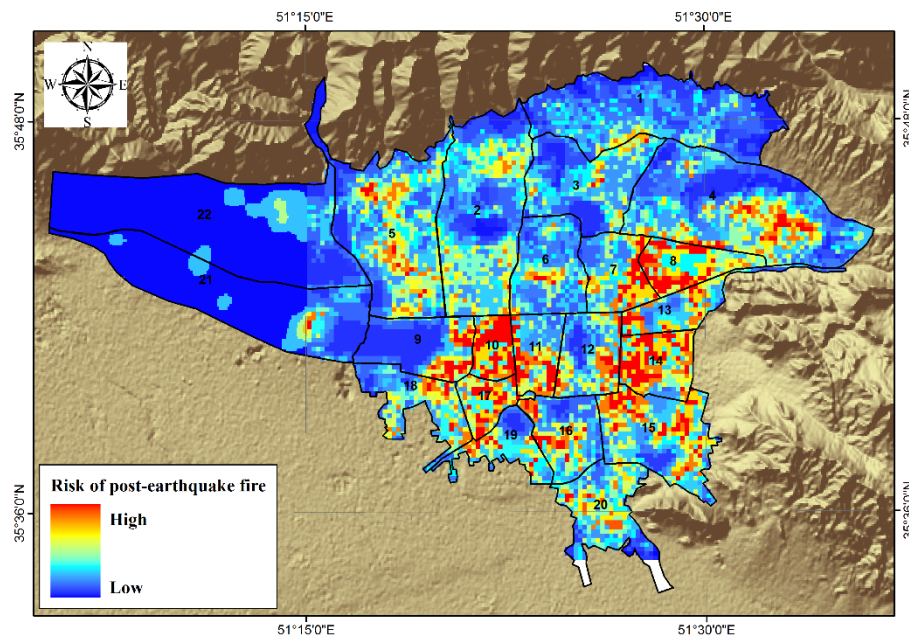 51°15'0"E 51°30'0"E
N
W E
S
35°48'0"N 35°48'0"N
1
3
4
22
2
5
6
7
8
21
13
9
10
11
12
14
18
17
15
16
19
Risk of post-earthquake fire
High
20
35°36'0"N 35°36'0"N
Low
51°15'0"E 51°30'0"E